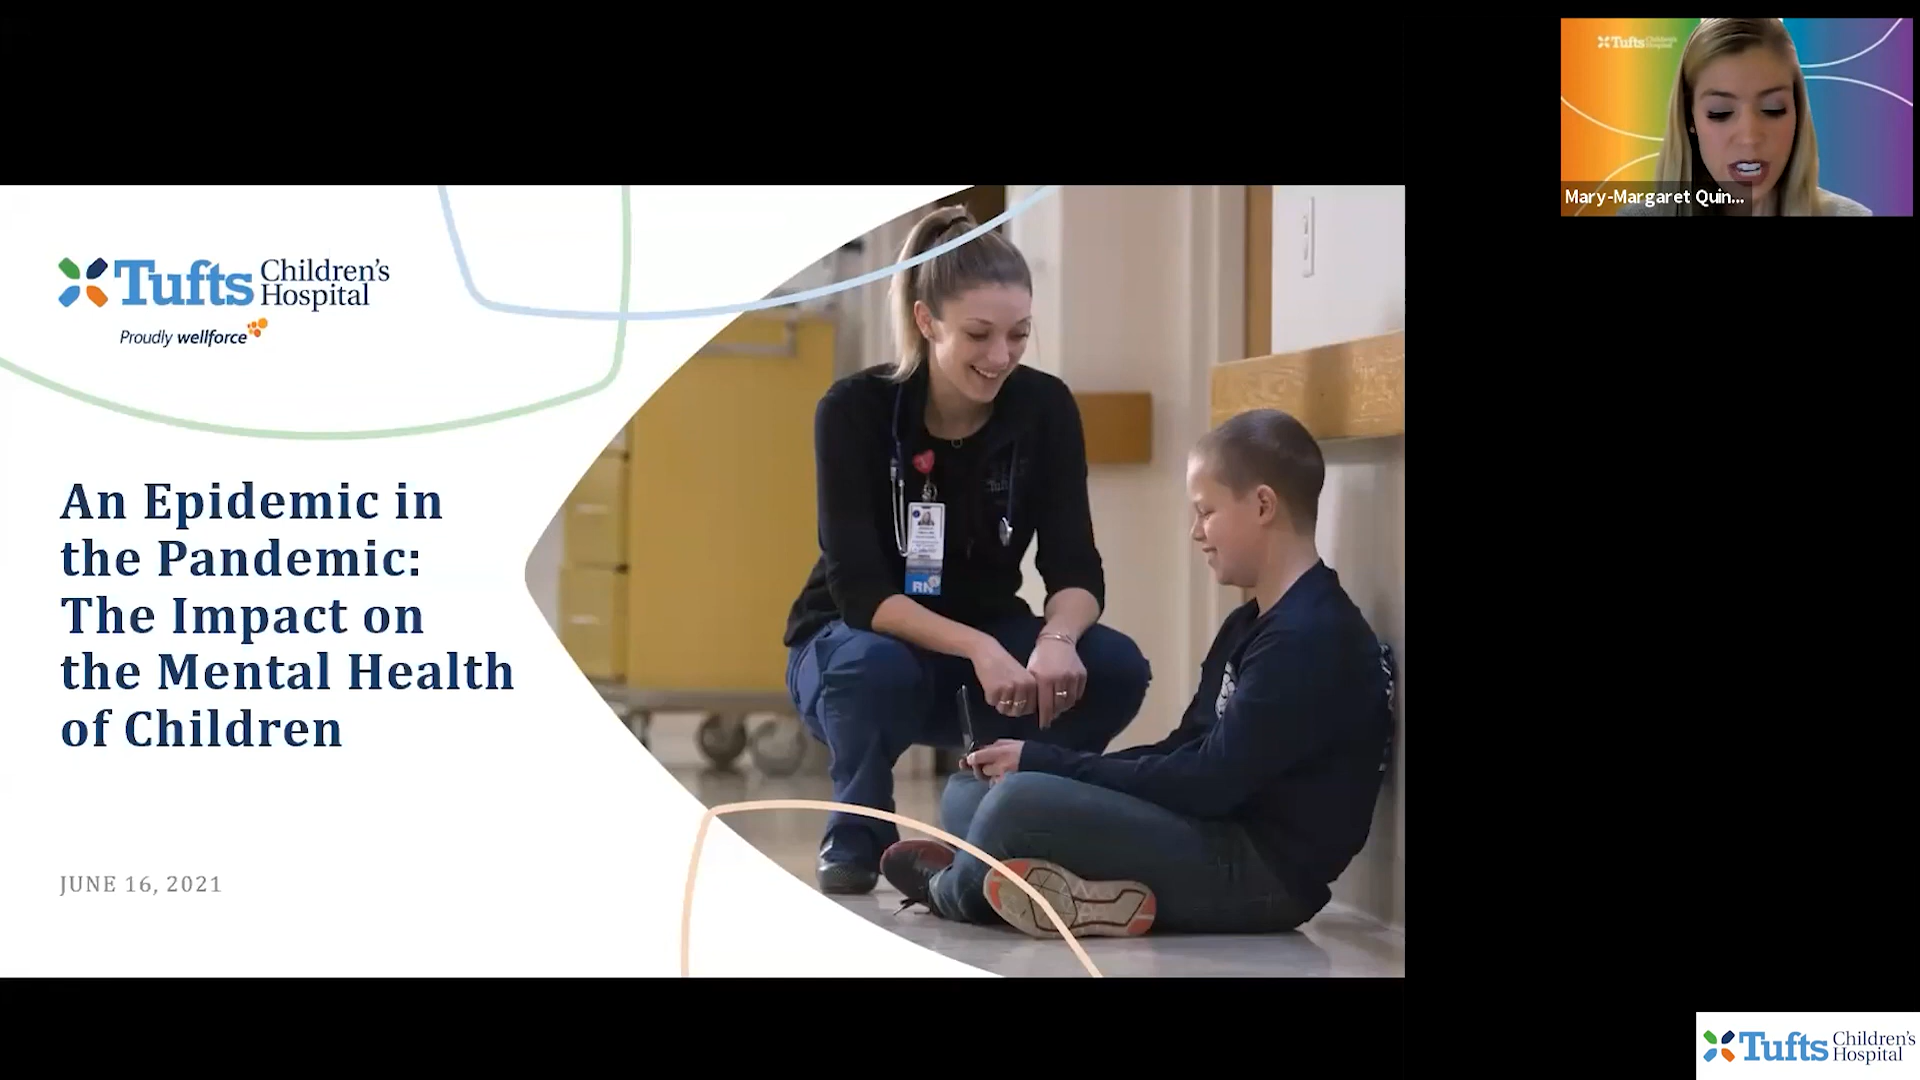 Tufts Children's Hospital
Mary-Margaret Quin...
Tufts Children's
Hospital
Proudly wellforce
An Epidemic in
the Pandemic:
The Impact on
the Mental Health
of Children
JUNE 16, 2021
RN
Tufts Children's
Hospital